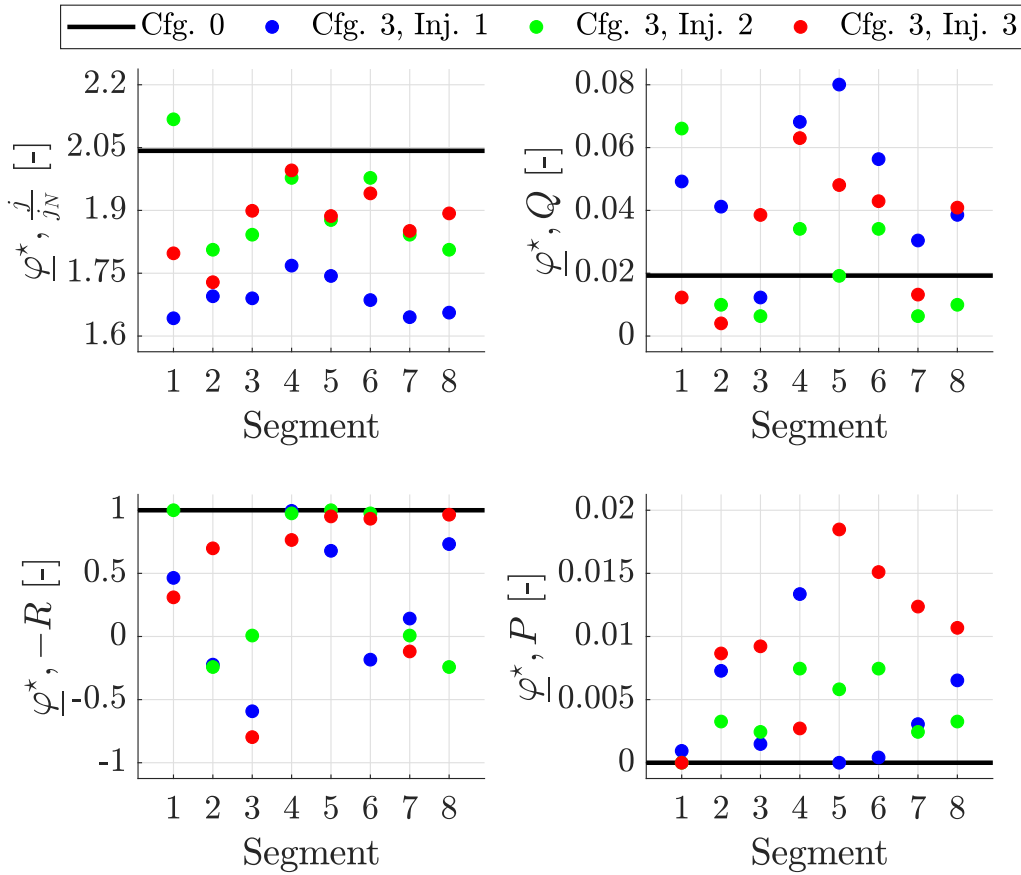 Cfg. 0 Cfg. 3, Inj. 1 Cfg. 3, Inj. 2 Cfg. 3, Inj. 3
2.2
2.05
1.9
1.75
1.6
φ*, j/j_N [-]
1 2 3 4 5 6 7 8
Segment
0.08
0.06
0.04
0.02
0
φ*, Q [-]
1 2 3 4 5 6 7 8
Segment
1
0.5
0
-0.5
-1
φ*, −R [-]
1 2 3 4 5 6 7 8
Segment
0.02
0.015
0.01
0.005
0
φ*, P [-]
1 2 3 4 5 6 7 8
Segment